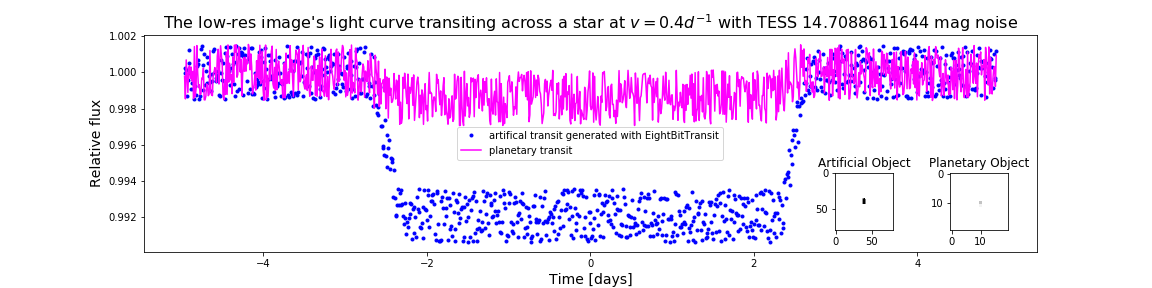 The low-res image's light curve transiting across a star at v = 0.4d⁻¹ with TESS 14.7088611644 mag noise
Relative flux
1.002
1.000
0.998
0.996
0.994
0.992
artifical transit generated with EightBitTransit
planetary transit
Artificial Object
0
50
0 50
Planetary Object
0
10
0 10
−4 −2 0 2 4
Time [days]